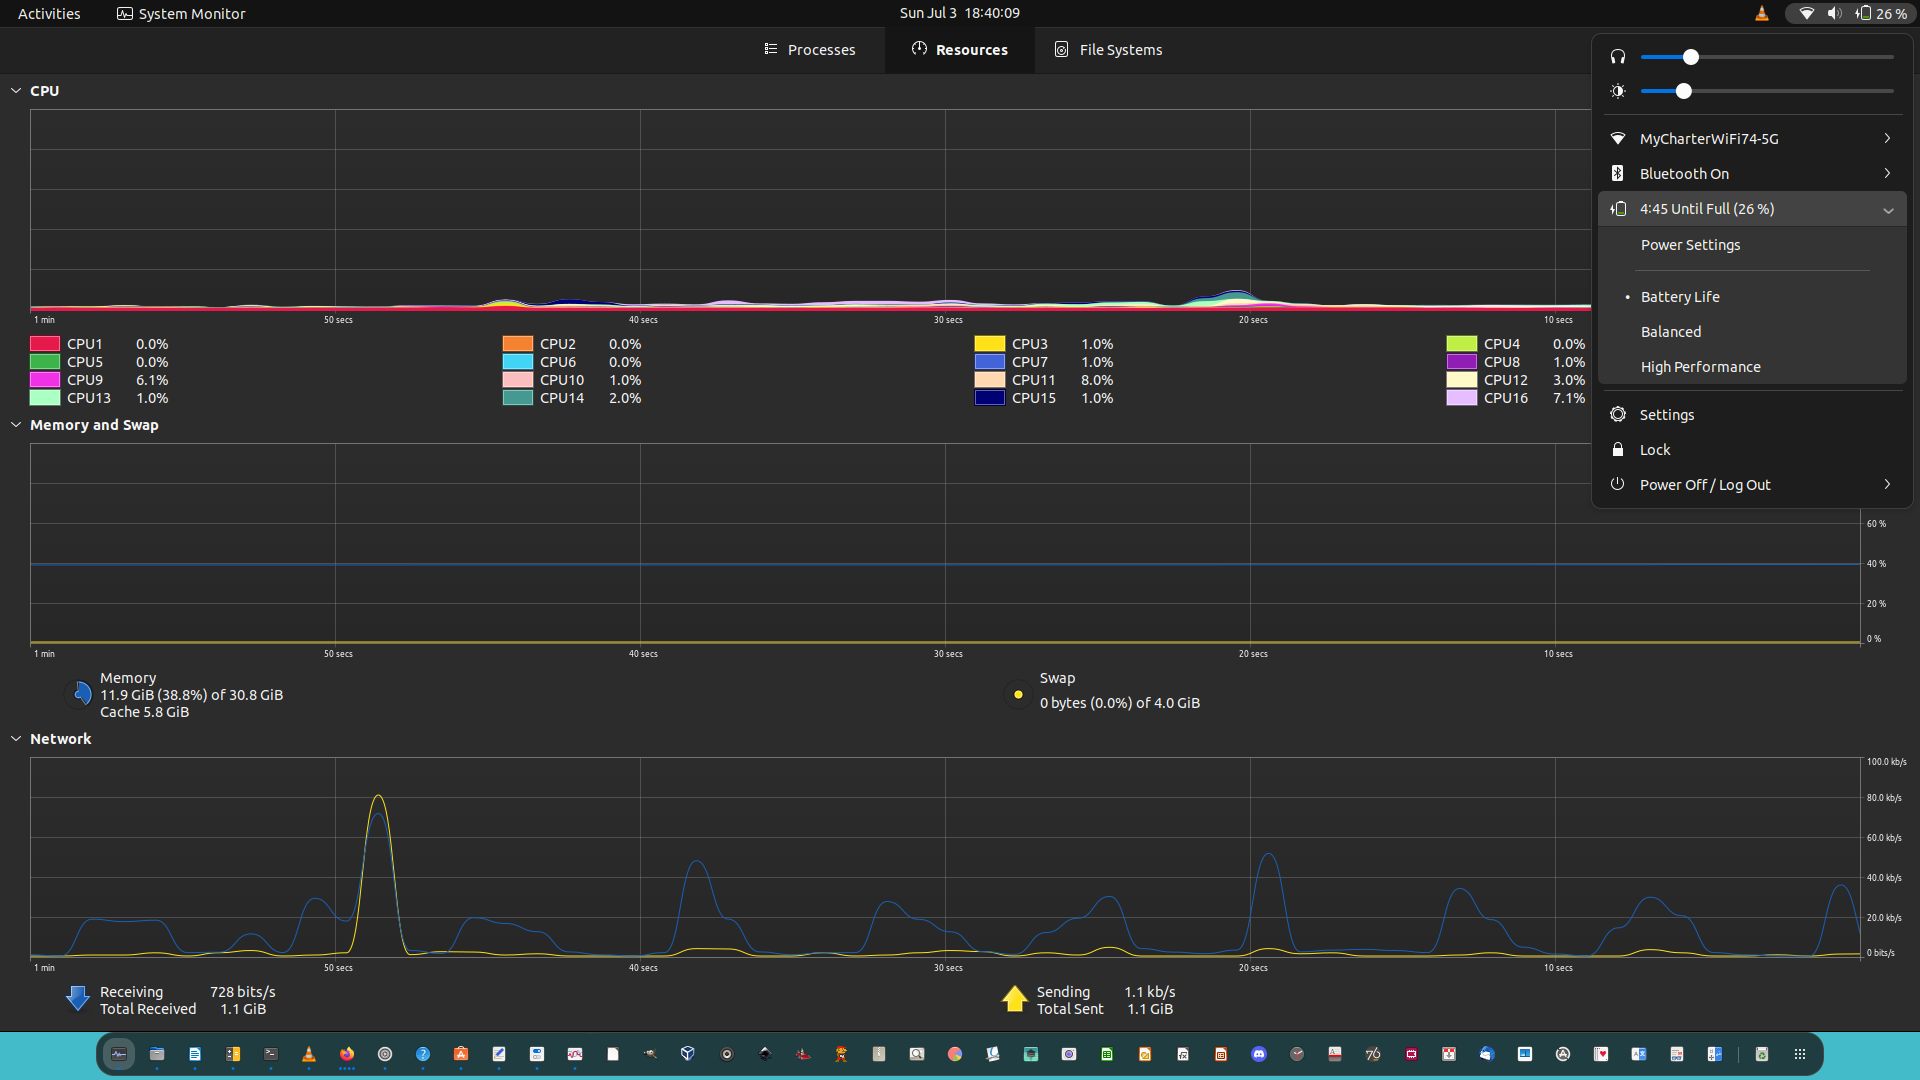 Activities
System Monitor
Sun Jul 3 18:40:09
26 %
Processes
Resources
File Systems
MyCharterWiFi74-5G
Bluetooth On
4:45 Until Full (26 %)
Power Settings
Battery Life
Balanced
High Performance
Settings
Lock
Power Off / Log Out
CPU
1 min 50 secs 40 secs 30 secs 20 secs 10 secs
CPU1 0.0% CPU2 0.0% CPU3 1.0% CPU4 0.0%
CPU5 0.0% CPU6 0.0% CPU7 1.0% CPU8 1.0%
CPU9 6.1% CPU10 1.0% CPU11 8.0% CPU12 3.0%
CPU13 1.0% CPU14 2.0% CPU15 1.0% CPU16 7.1%
Memory and Swap
60 %
40 %
20 %
0 %
1 min 50 secs 40 secs 30 secs 20 secs 10 secs
Memory
11.9 GiB (38.8%) of 30.8 GiB
Cache 5.8 GiB
Swap
0 bytes (0.0%) of 4.0 GiB
Network
100.0 kb/s
80.0 kb/s
60.0 kb/s
40.0 kb/s
20.0 kb/s
0 bits/s
1 min 50 secs 40 secs 30 secs 20 secs 10 secs
Receiving 728 bits/s
Total Received 1.1 GiB
Sending 1.1 kb/s
Total Sent 1.1 GiB